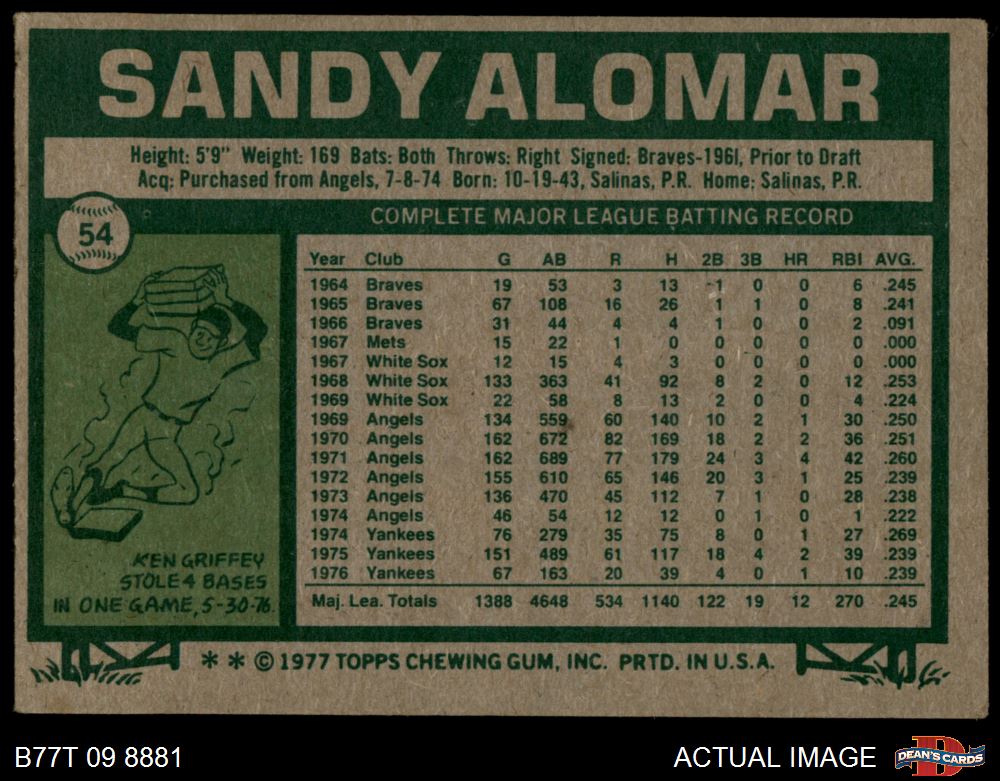 SANDY ALOMAR
Height: 5'9" Weight: 169 Bats: Both Throws: Right Signed: Braves-1961, Prior to Draft
Acq: Purchased from Angels, 7-8-74 Born: 10-19-43, Salinas, P.R. Home: Salinas, P.R.
54
COMPLETE MAJOR LEAGUE BATTING RECORD
Year Club G AB R H 2B 3B HR RBI AVG.
1964 Braves 19 53 3 13 1 0 0 6 .245
1965 Braves 67 108 16 26 1 1 0 8 .241
1966 Braves 31 44 4 4 1 0 0 2 .091
1967 Mets 15 22 1 0 0 0 0 0 .000
1967 White Sox 12 15 4 3 0 0 0 0 .000
1968 White Sox 133 363 41 92 8 2 0 12 .253
1969 White Sox 22 58 8 13 2 0 0 4 .224
1969 Angels 134 559 60 140 10 2 1 30 .250
1970 Angels 162 672 82 169 18 2 2 36 .251
1971 Angels 162 689 77 179 24 3 4 42 .260
1972 Angels 155 610 65 146 20 3 1 25 .239
1973 Angels 136 470 45 112 7 1 0 28 .238
1974 Angels 46 54 12 12 0 1 0 1 .222
1974 Yankees 76 279 35 75 8 0 1 27 .269
1975 Yankees 151 489 61 117 18 4 2 39 .239
1976 Yankees 67 163 20 39 4 0 1 10 .239
Maj. Lea. Totals 1388 4648 534 1140 122 19 12 270 .245
KEN GRIFFEY
STOLE 4 BASES
IN ONE GAME, 5-30-76.
* * © 1977 TOPPS CHEWING GUM, INC. PRTD. IN U.S.A.
B77T 09 8881
ACTUAL IMAGE
D
DEAN'S CARDS